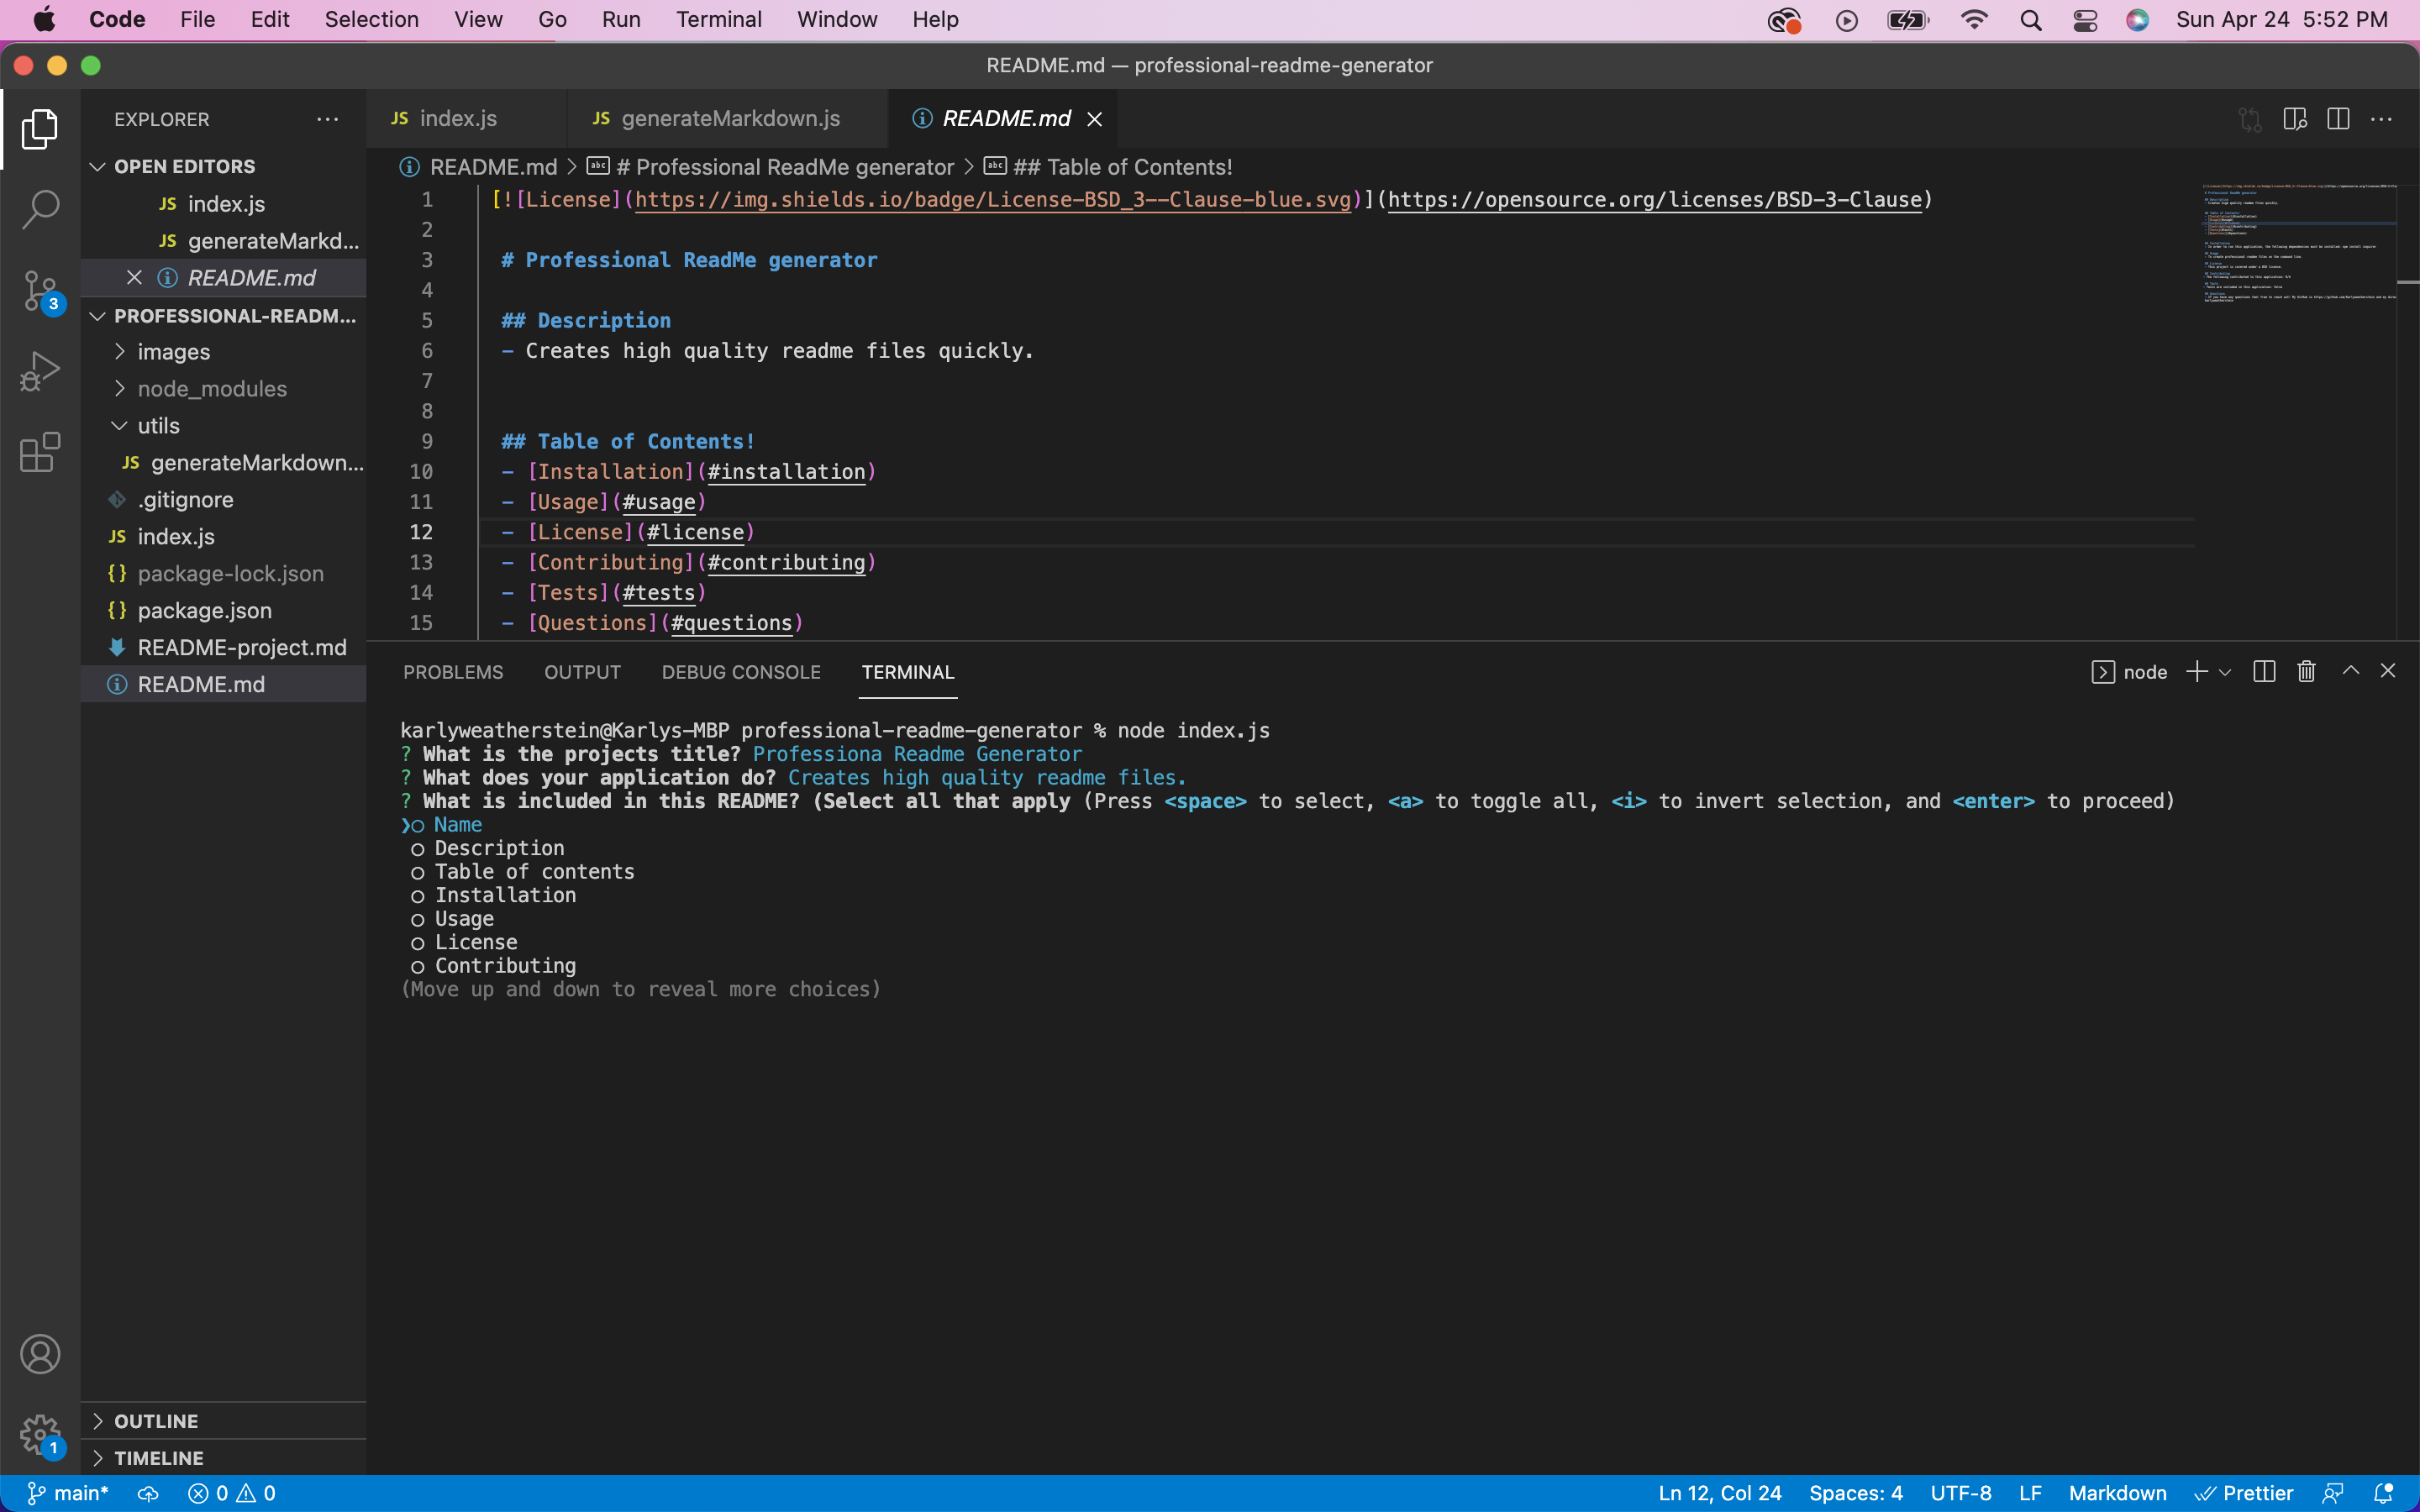 Code File Edit Selection View Go Run Terminal Window Help Sun Apr 24 5:52 PM
README.md — professional-readme-generator
EXPLORER
OPEN EDITORS
JS index.js
JS generateMarkd...
README.md
PROFESSIONAL-READM...
images
node_modules
utils
JS generateMarkdown...
.gitignore
JS index.js
{} package-lock.json
{} package.json
README-project.md
README.md
OUTLINE
TIMELINE
3
1
JS index.js JS generateMarkdown.js README.md
README.md > # Professional ReadMe generator > ## Table of Contents!
1 [![License](https://img.shields.io/badge/License-BSD_3--Clause-blue.svg)](https://opensource.org/licenses/BSD-3-Clause)
2
3 # Professional ReadMe generator
4
5 ## Description
6 - Creates high quality readme files quickly.
7
8
9 ## Table of Contents!
10 - [Installation](#installation)
11 - [Usage](#usage)
12 - [License](#license)
13 - [Contributing](#contributing)
14 - [Tests](#tests)
15 - [Questions](#questions)
PROBLEMS OUTPUT DEBUG CONSOLE TERMINAL node
karlyweatherstein@Karlys-MBP professional-readme-generator % node index.js
? What is the projects title? Professiona Readme Generator
? What does your application do? Creates high quality readme files.
? What is included in this README? (Select all that apply (Press <space> to select, <a> to toggle all, <i> to invert selection, and <enter> to proceed)
❯○ Name
○ Description
○ Table of contents
○ Installation
○ Usage
○ License
○ Contributing
(Move up and down to reveal more choices)
main* 0 0 Ln 12, Col 24 Spaces: 4 UTF-8 LF Markdown Prettier